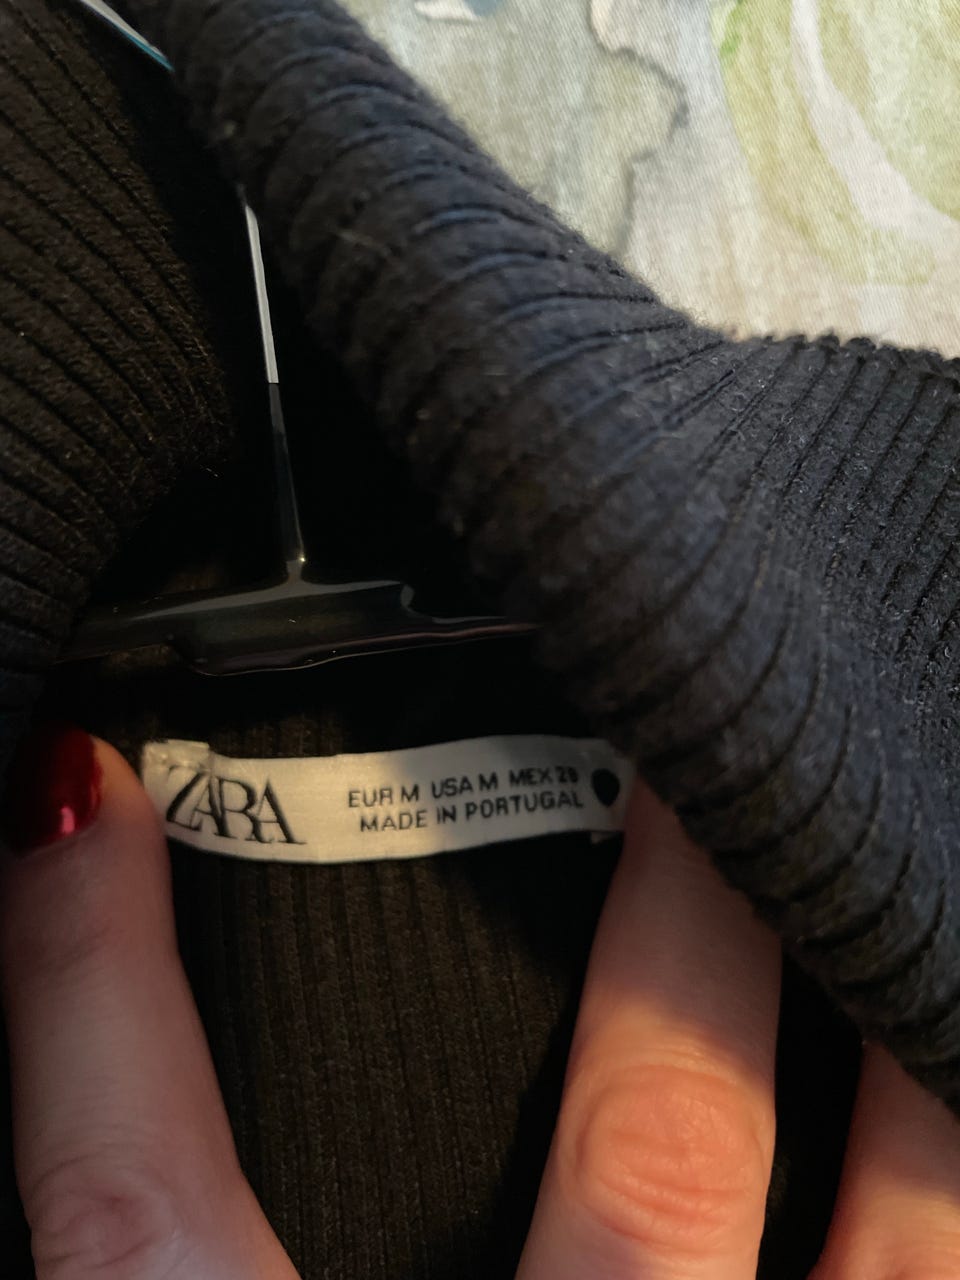 ZARA
EUR M USA M MEX 28
MADE IN PORTUGAL